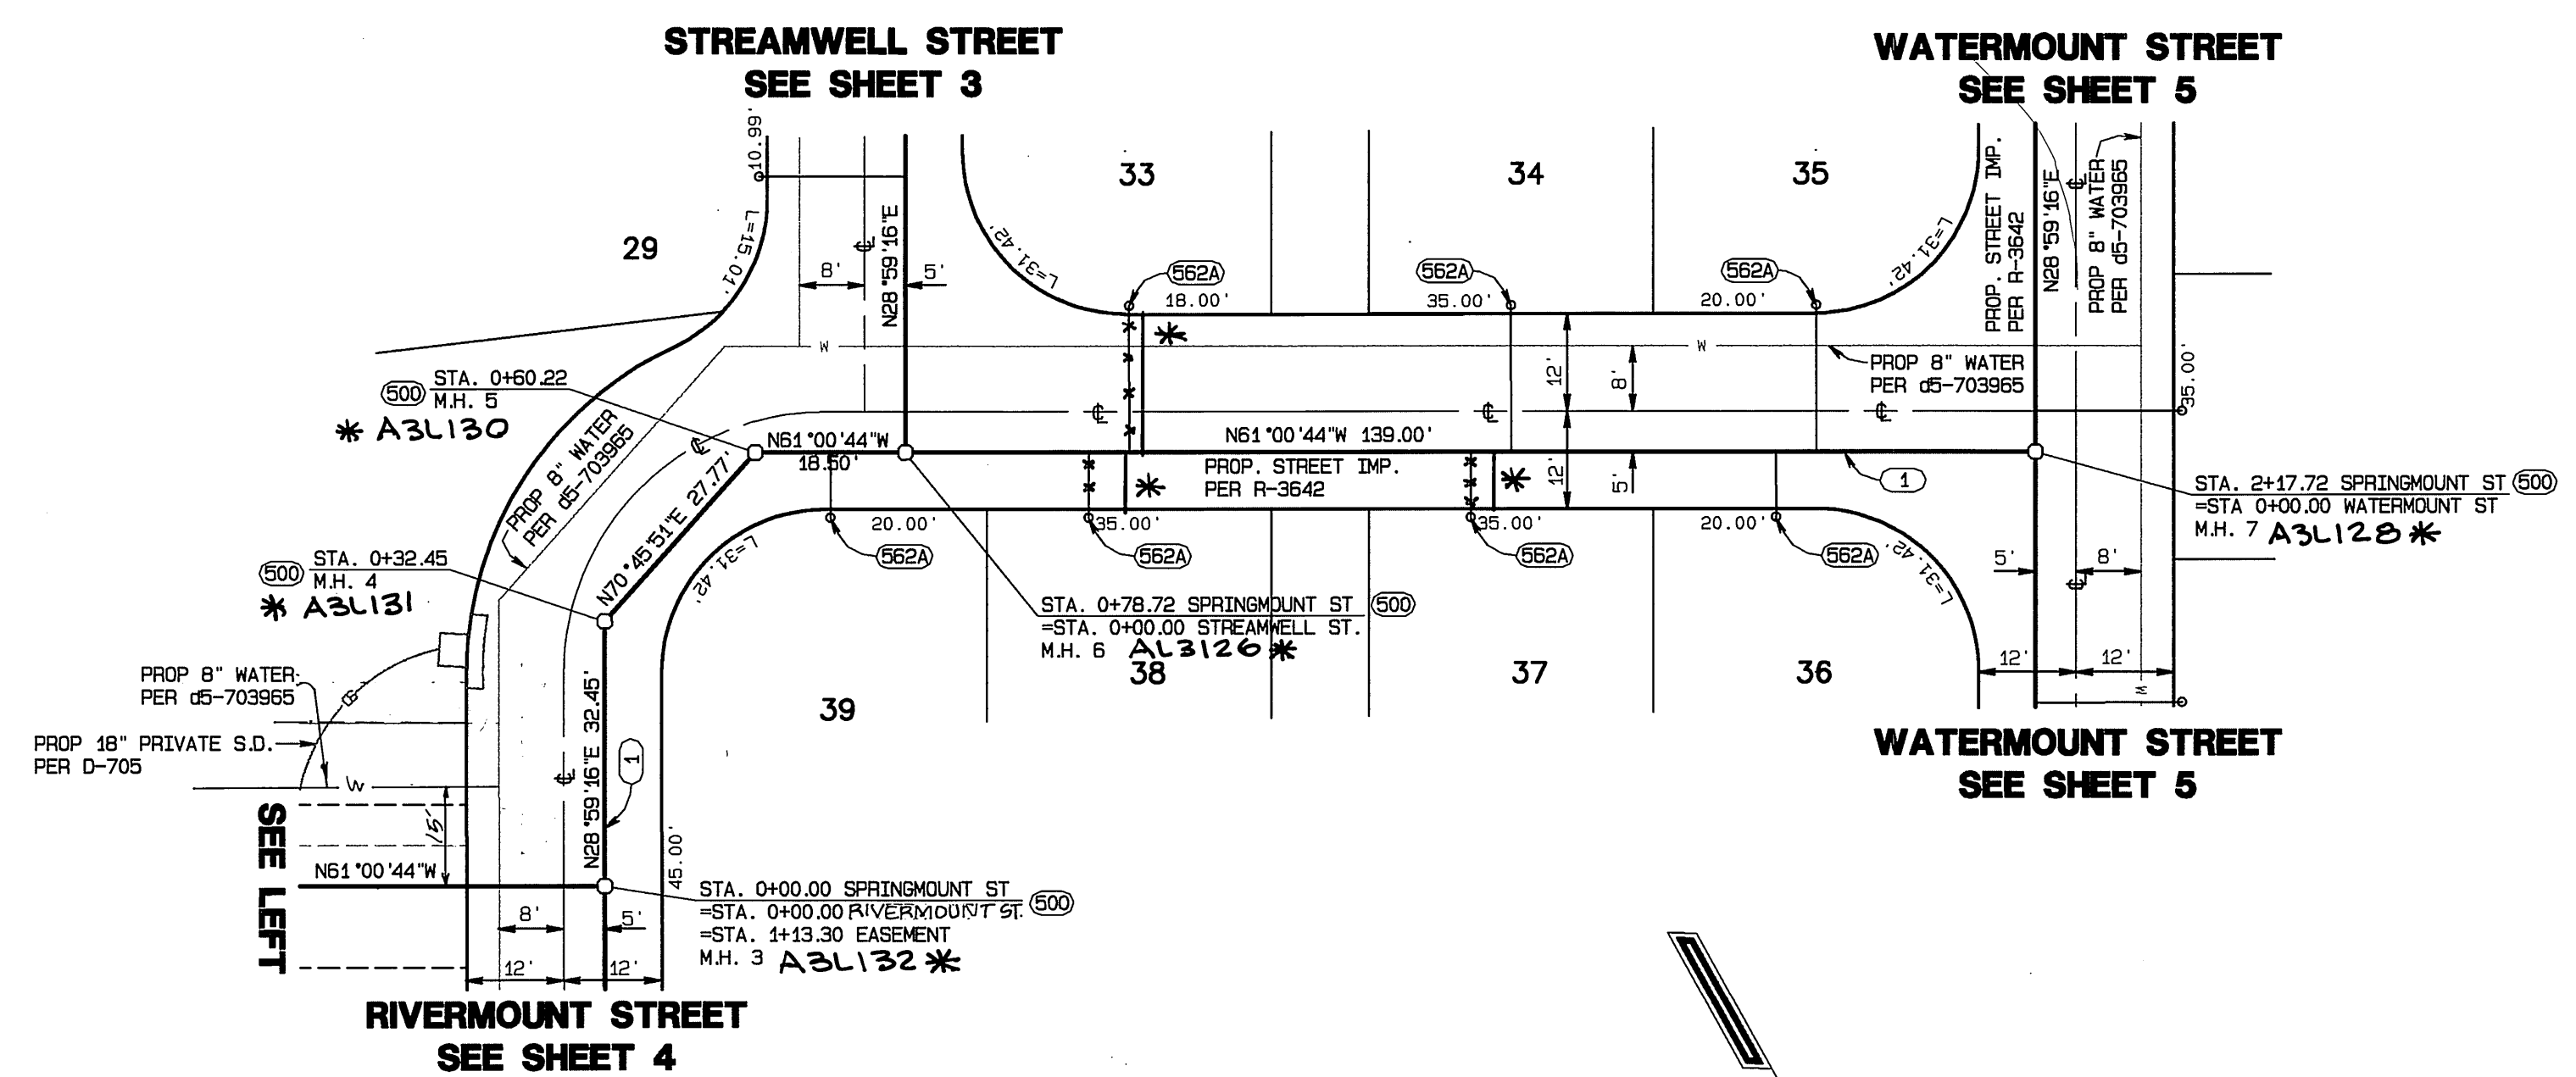 STREAMWELL STREET
SEE SHEET 3
WATERMOUNT STREET
SEE SHEET 5
10.99'
L=15.01'
29
8'
N28°59'16"E
5'
L=31.42'
33
34
35
L=31.42'
PROP. STREET IMP.
PER R-3642
N28°59'16"E
PROP 8" WATER
PER d5-703965
562A
18.00'
562A
35.00'
562A
20.00'
W
W
12'
8'
PROP 8" WATER
PER d5-703965
35.00'
500
STA. 0+60.22
M.H. 5
* A3L130
PROP 8" WATER
PER d5-703965
N61°00'44"W
18.50'
N61°00'44"W 139.00'
PROP. STREET IMP.
PER R-3642
12'
5'
1
STA. 2+17.72 SPRINGMOUNT ST 500
=STA 0+00.00 WATERMOUNT ST
M.H. 7 A3L128 *
N70°45'51"E 27.77'
20.00'
562A
35.00'
562A
35.00'
562A
20.00'
562A
L=31.42'
L=31.42'
5'
8'
500
STA. 0+32.45
M.H. 4
* A3L131
STA. 0+78.72 SPRINGMOUNT ST 500
=STA. 0+00.00 STREAMWELL ST.
M.H. 6 AL3126 *
39
38
37
36
12'
12'
W
PROP 8" WATER
PER d5-703965
PROP 18" PRIVATE S.D.
PER D-705
W
N28°59'16"E 32.45'
1
WATERMOUNT STREET
SEE SHEET 5
SEE LEFT
15'
N61°00'44"W
45.00'
STA. 0+00.00 SPRINGMOUNT ST 500
=STA. 0+00.00 RIVERMOUNT ST.
=STA. 1+13.30 EASEMENT
M.H. 3 A3L132 *
8'
5'
12'
12'
RIVERMOUNT STREET
SEE SHEET 4